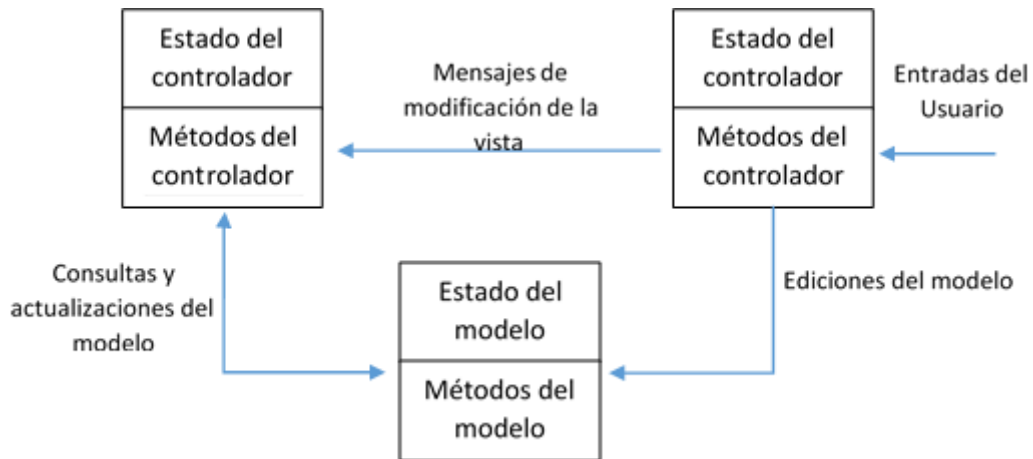 Estado del
controlador
Métodos del
controlador
Mensajes de
modificación de la
vista
Estado del
controlador
Métodos del
controlador
Entradas del
Usuario
Consultas y
actualizaciones del
modelo
Estado del
modelo
Métodos del
modelo
Ediciones del modelo